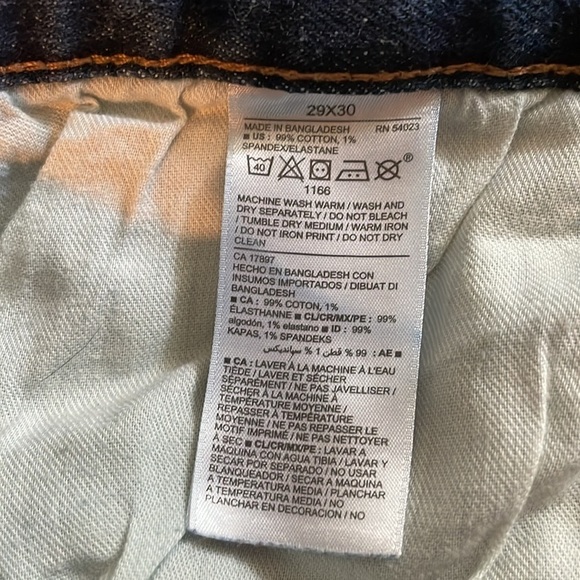 29X30
MADE IN BANGLADESH RN 54023
■ US : 99% COTTON, 1%
SPANDEX/ELASTANE
40 ®
1166
MACHINE WASH WARM / WASH AND
DRY SEPARATELY / DO NOT BLEACH
/ TUMBLE DRY MEDIUM / WARM IRON
/ DO NOT IRON PRINT / DO NOT DRY
CLEAN
CA 17897
HECHO EN BANGLADESH CON
INSUMOS IMPORTADOS / DIBUAT DI
BANGLADESH
■ CA : 99% COTON, 1%
ÉLASTHANNE ■ CL/CR/MX/PE : 99%
algodón, 1% elastano ■ ID : 99%
KAPAS, 1% SPANDEKS
■ AE : 99 % قطن 1 % سپاندیکس
■ CA : LAVER À LA MACHINE À L'EAU
TIÈDE / LAVER ET SÉCHER
SÉPARÉMENT / NE PAS JAVELLISER /
SÉCHER À LA MACHINE À
TEMPÉRATURE MOYENNE /
REPASSER À TEMPÉRATURE
MOYENNE / NE PAS REPASSER LE
MOTIF IMPRIMÉ / NE PAS NETTOYER
À SEC ■ CL/CR/MX/PE : LAVAR A
MAQUINA CON AGUA TIBIA / LAVAR Y
SECAR POR SEPARADO / NO USAR
BLANQUEADOR / SECAR A MAQUINA
A TEMPERATURA MEDIA / PLANCHAR
A TEMPERATURA MEDIA / NO
PLANCHAR EN DECORACION / NO